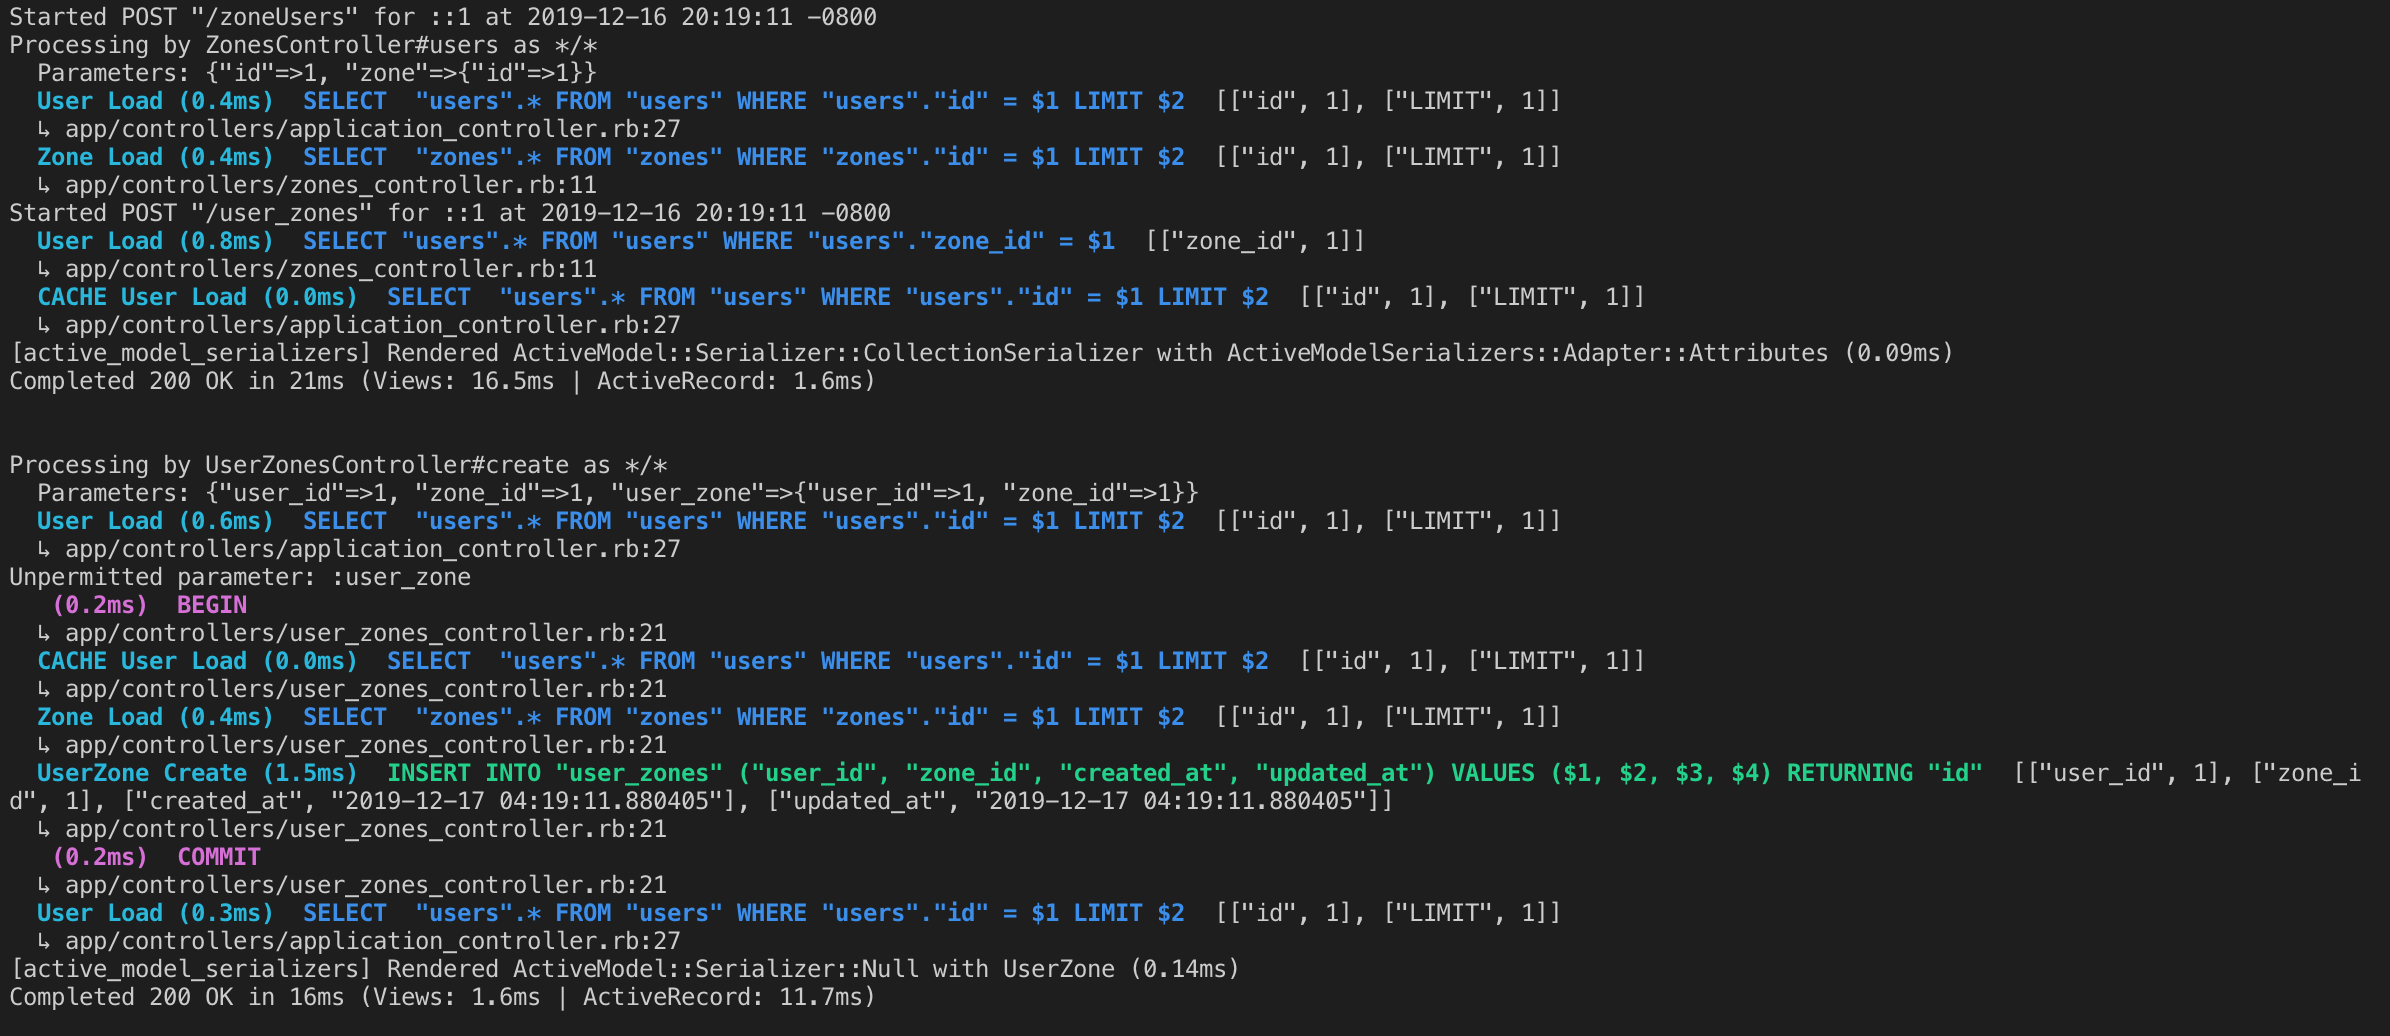 Started POST "/zoneUsers" for ::1 at 2019-12-16 20:19:11 -0800
Processing by ZonesController#users as */*
  Parameters: {"id"=>1, "zone"=>{"id"=>1}}
  User Load (0.4ms)  SELECT  "users".* FROM "users" WHERE "users"."id" = $1 LIMIT $2  [["id", 1], ["LIMIT", 1]]
  ↳ app/controllers/application_controller.rb:27
  Zone Load (0.4ms)  SELECT  "zones".* FROM "zones" WHERE "zones"."id" = $1 LIMIT $2  [["id", 1], ["LIMIT", 1]]
  ↳ app/controllers/zones_controller.rb:11
Started POST "/user_zones" for ::1 at 2019-12-16 20:19:11 -0800
  User Load (0.8ms)  SELECT "users".* FROM "users" WHERE "users"."zone_id" = $1  [["zone_id", 1]]
  ↳ app/controllers/zones_controller.rb:11
  CACHE User Load (0.0ms)  SELECT  "users".* FROM "users" WHERE "users"."id" = $1 LIMIT $2  [["id", 1], ["LIMIT", 1]]
  ↳ app/controllers/application_controller.rb:27
[active_model_serializers] Rendered ActiveModel::Serializer::CollectionSerializer with ActiveModelSerializers::Adapter::Attributes (0.09ms)
Completed 200 OK in 21ms (Views: 16.5ms | ActiveRecord: 1.6ms)


Processing by UserZonesController#create as */*
  Parameters: {"user_id"=>1, "zone_id"=>1, "user_zone"=>{"user_id"=>1, "zone_id"=>1}}
  User Load (0.6ms)  SELECT  "users".* FROM "users" WHERE "users"."id" = $1 LIMIT $2  [["id", 1], ["LIMIT", 1]]
  ↳ app/controllers/application_controller.rb:27
Unpermitted parameter: :user_zone
   (0.2ms)  BEGIN
  ↳ app/controllers/user_zones_controller.rb:21
  CACHE User Load (0.0ms)  SELECT  "users".* FROM "users" WHERE "users"."id" = $1 LIMIT $2  [["id", 1], ["LIMIT", 1]]
  ↳ app/controllers/user_zones_controller.rb:21
  Zone Load (0.4ms)  SELECT  "zones".* FROM "zones" WHERE "zones"."id" = $1 LIMIT $2  [["id", 1], ["LIMIT", 1]]
  ↳ app/controllers/user_zones_controller.rb:21
  UserZone Create (1.5ms)  INSERT INTO "user_zones" ("user_id", "zone_id", "created_at", "updated_at") VALUES ($1, $2, $3, $4) RETURNING "id"  [["user_id", 1], ["zone_i
d", 1], ["created_at", "2019-12-17 04:19:11.880405"], ["updated_at", "2019-12-17 04:19:11.880405"]]
  ↳ app/controllers/user_zones_controller.rb:21
   (0.2ms)  COMMIT
  ↳ app/controllers/user_zones_controller.rb:21
  User Load (0.3ms)  SELECT  "users".* FROM "users" WHERE "users"."id" = $1 LIMIT $2  [["id", 1], ["LIMIT", 1]]
  ↳ app/controllers/application_controller.rb:27
[active_model_serializers] Rendered ActiveModel::Serializer::Null with UserZone (0.14ms)
Completed 200 OK in 16ms (Views: 1.6ms | ActiveRecord: 11.7ms)